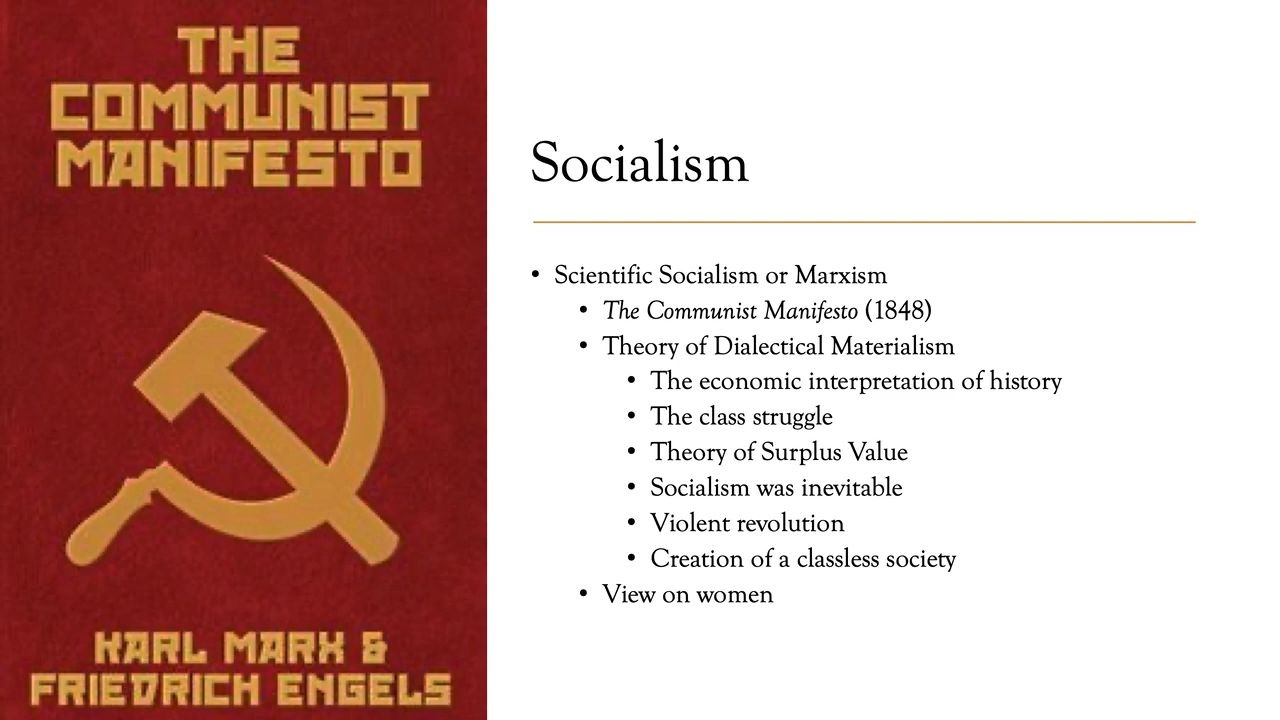 THE
COMMUNIST
MANIFESTO
KARL MARX &
FRIEDRICH ENGELS
Socialism
• Scientific Socialism or Marxism
• The Communist Manifesto (1848)
• Theory of Dialectical Materialism
• The economic interpretation of history
• The class struggle
• Theory of Surplus Value
• Socialism was inevitable
• Violent revolution
• Creation of a classless society
• View on women